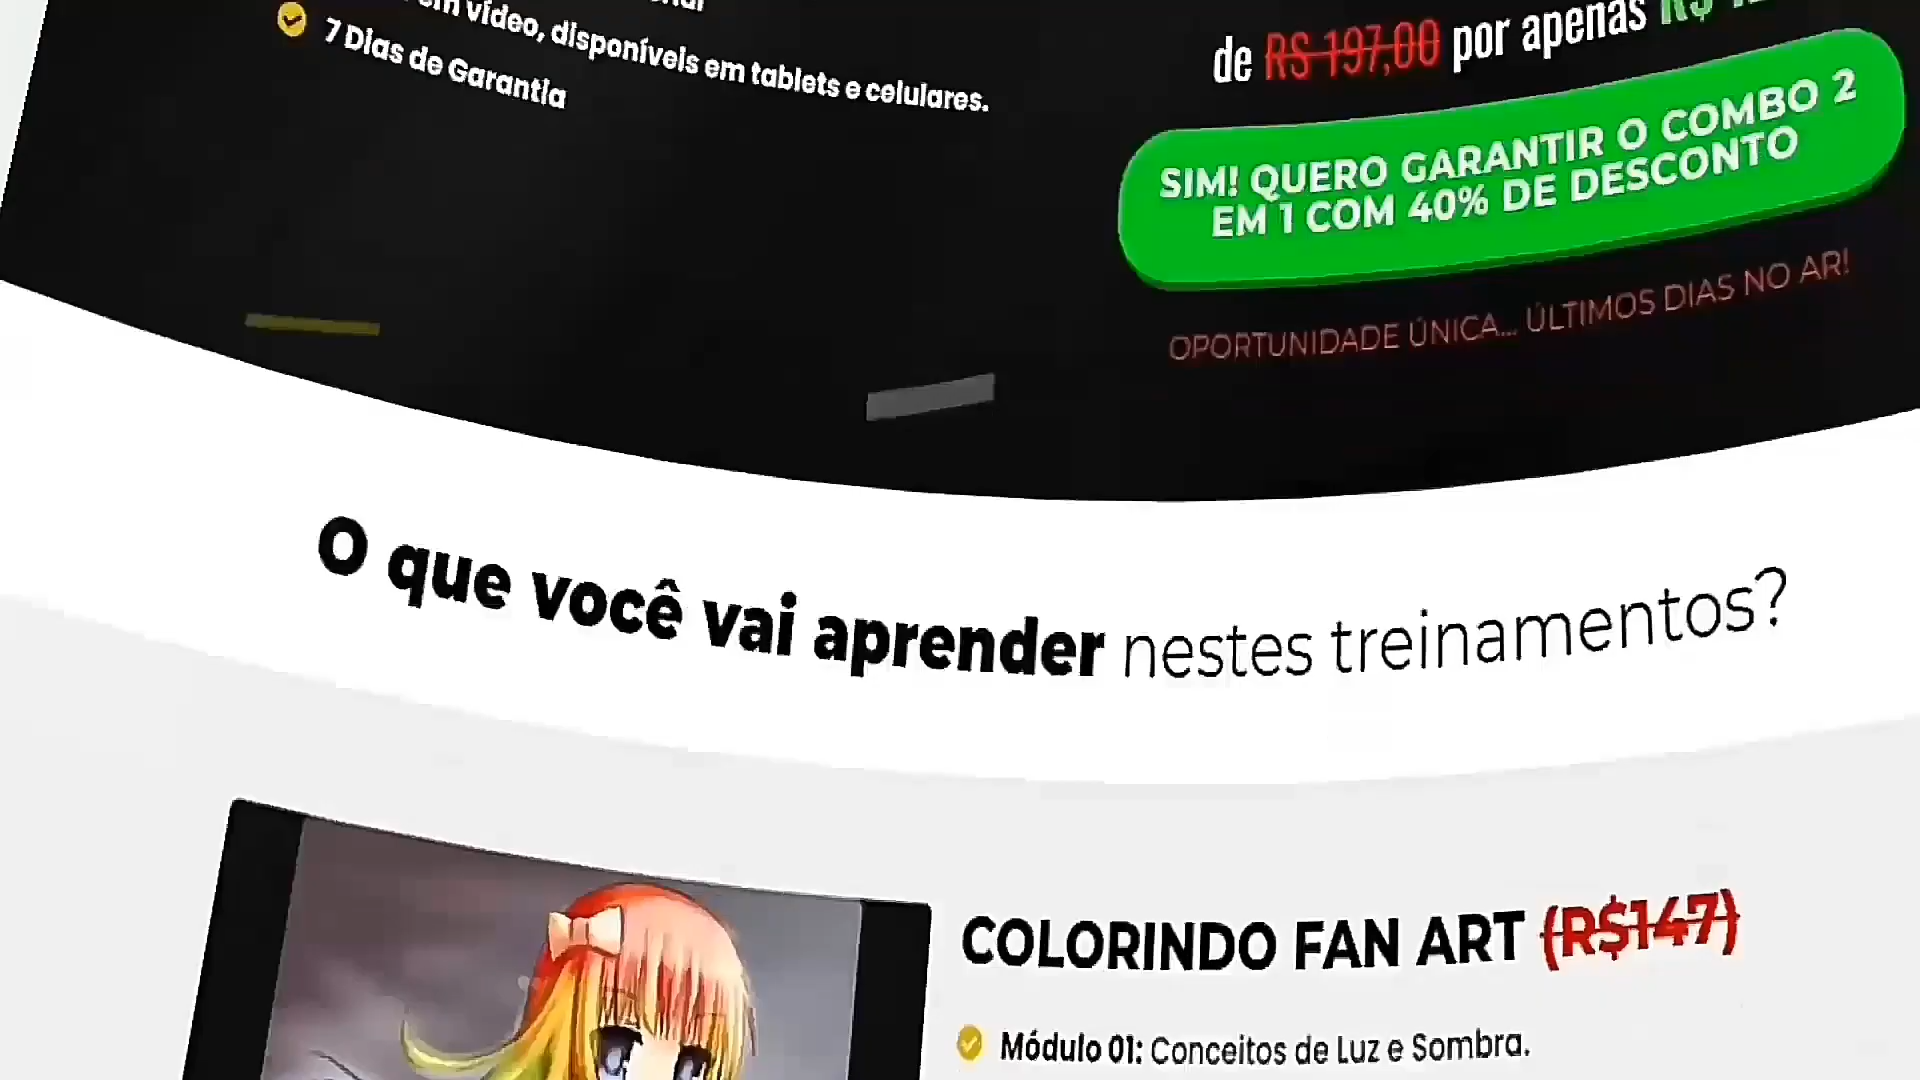 em vídeo, disponíveis em tablets e celulares.
7 Dias de Garantia
de R$ 197,00 por apenas R$
SIM! QUERO GARANTIR O COMBO 2
EM 1 COM 40% DE DESCONTO
OPORTUNIDADE ÚNICA... ÚLTIMOS DIAS NO AR!
O que você vai aprender nestes treinamentos?
COLORINDO FAN ART (R$147)
Módulo 01: Conceitos de Luz e Sombra.